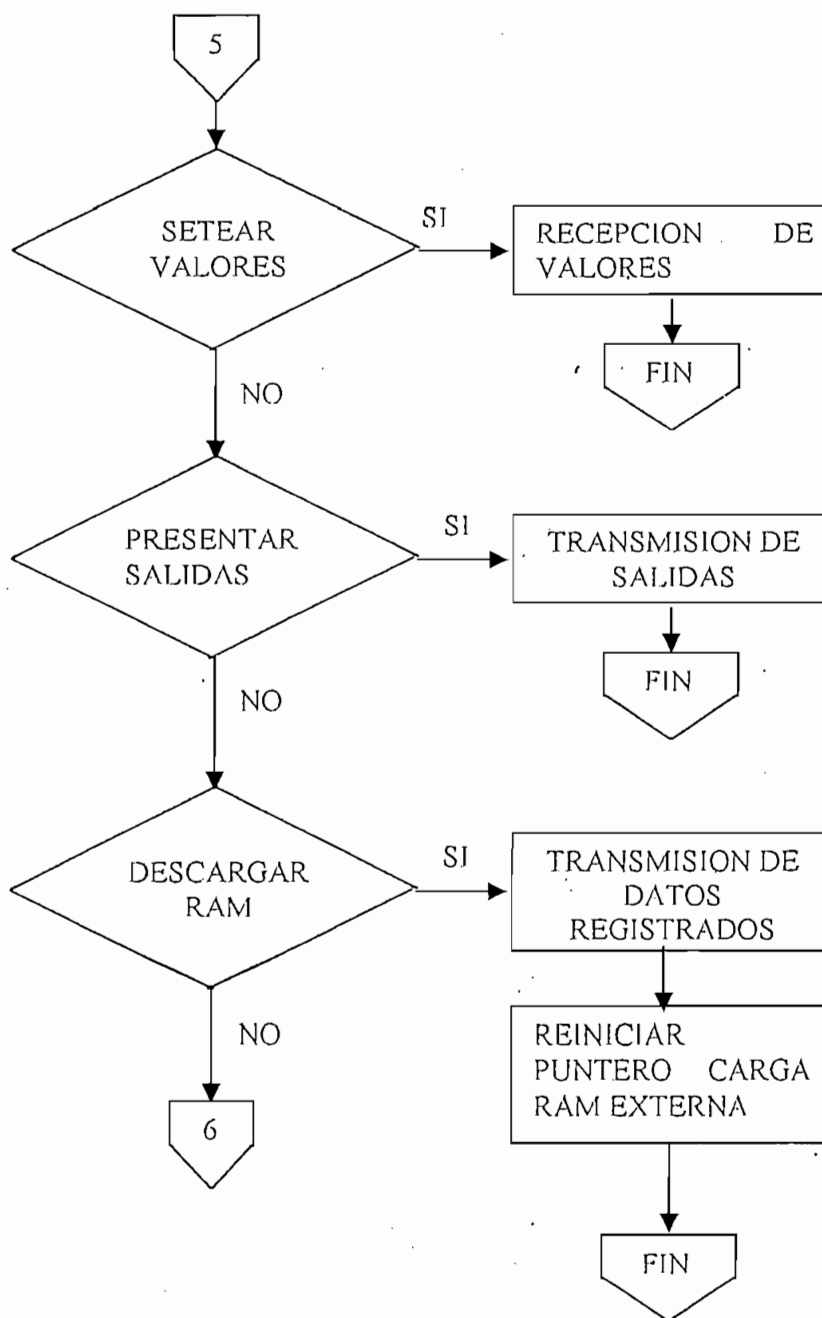 5
SETEAR
VALORES
SI
RECEPCION DE
VALORES
FIN
NO
PRESENTAR
SALIDAS
SI
TRANSMISION DE
SALIDAS
FIN
NO
DESCARGAR
RAM
SI
TRANSMISION DE
DATOS
REGISTRADOS
NO
REINICIAR
PUNTERO CARGA
RAM EXTERNA
6
FIN